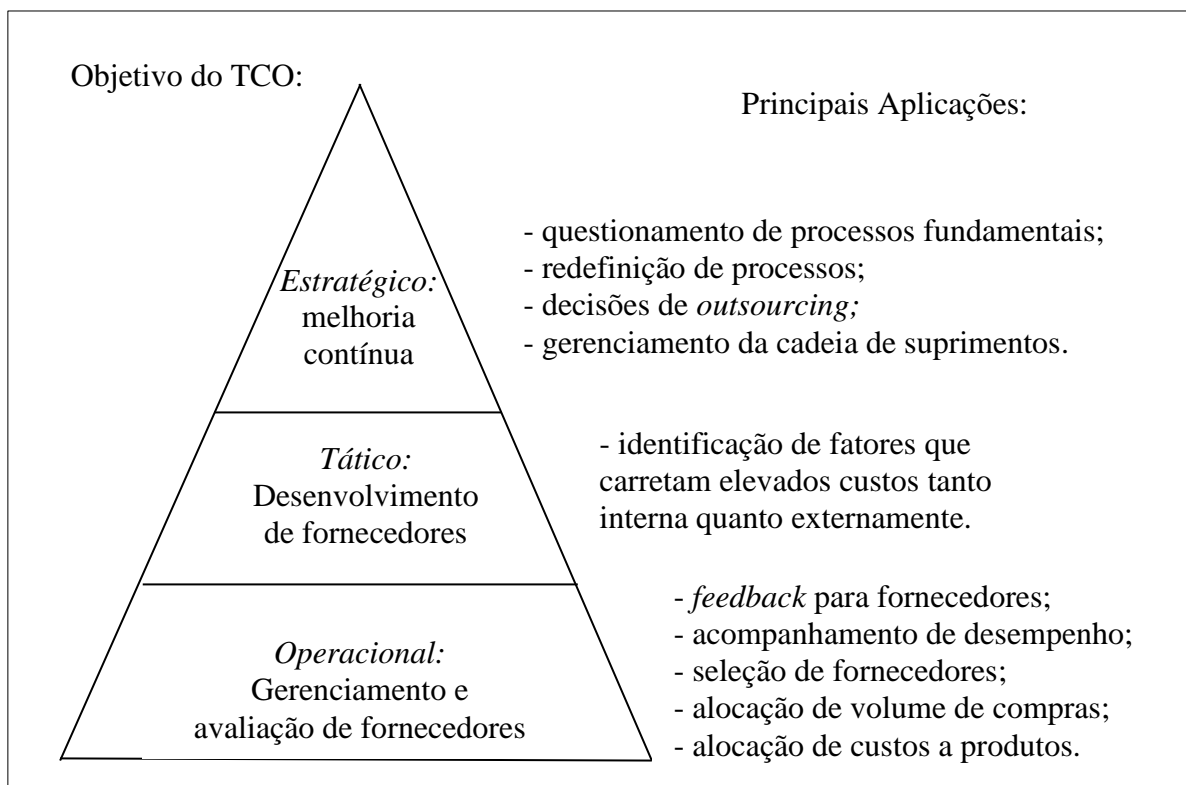 Objetivo do TCO:
Principais Aplicações:
Estratégico:
melhoria
contínua
- questionamento de processos fundamentais;
- redefinição de processos;
- decisões de outsourcing;
- gerenciamento da cadeia de suprimentos.
Tático:
Desenvolvimento
de fornecedores
- identificação de fatores que
carretam elevados custos tanto
interna quanto externamente.
Operacional:
Gerenciamento e
avaliação de fornecedores
- feedback para fornecedores;
- acompanhamento de desempenho;
- seleção de fornecedores;
- alocação de volume de compras;
- alocação de custos a produtos.